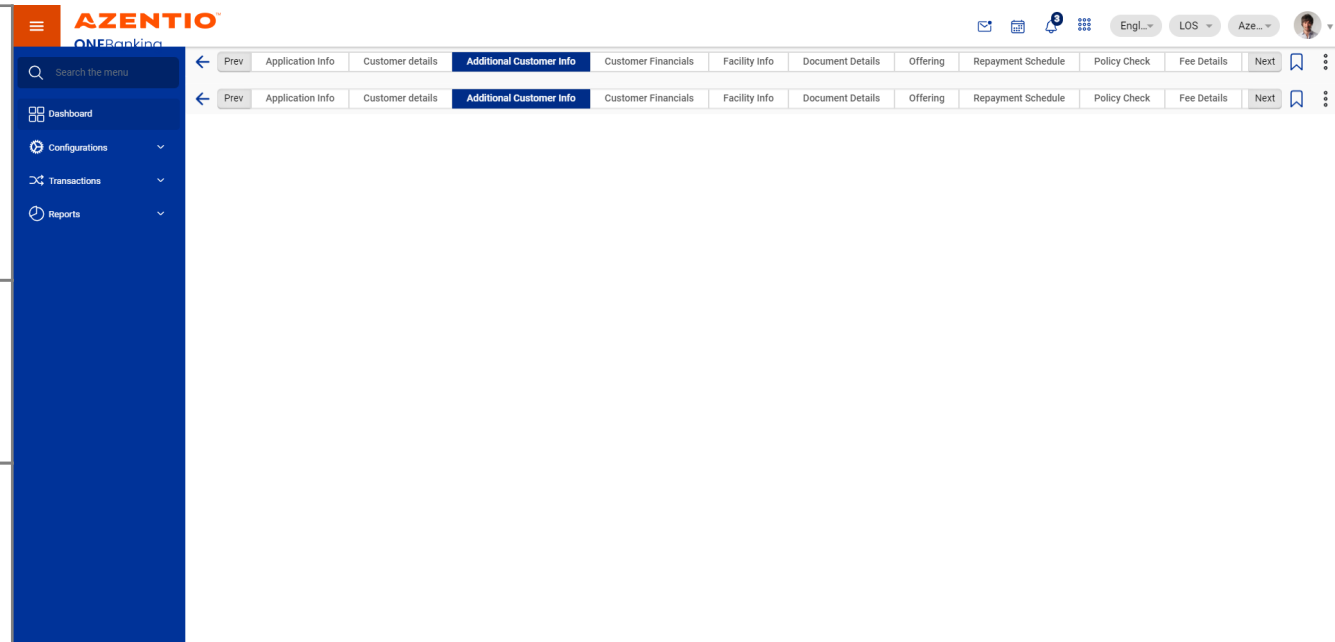 AZENTIO™
ONEBanking
3
Engl...
LOS
Aze...
Search the menu
Dashboard
Configurations
Transactions
Reports
Prev Application Info Customer details Additional Customer Info Customer Financials Facility Info Document Details Offering Repayment Schedule Policy Check Fee Details Next
Prev Application Info Customer details Additional Customer Info Customer Financials Facility Info Document Details Offering Repayment Schedule Policy Check Fee Details Next